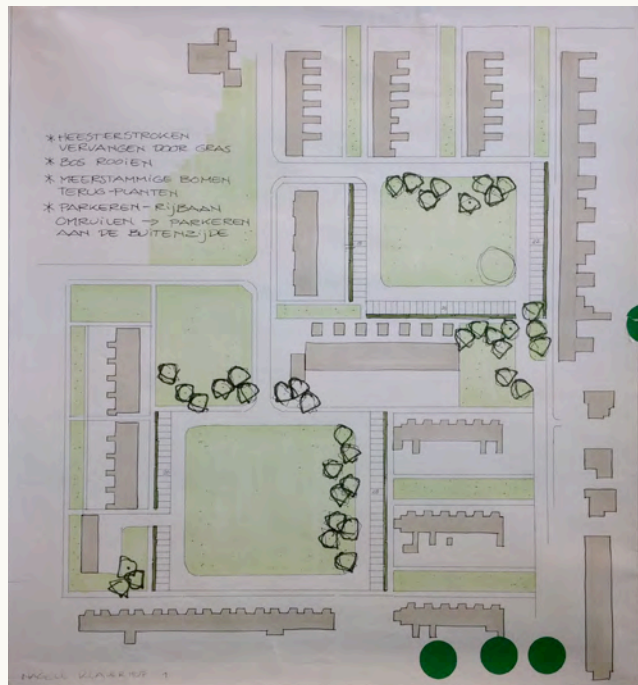 * HEESTERSTROKEN
VERVANGEN DOOR GRAS
* BOS ROOIEN
* MEERSTAMMIGE BOMEN
TERUG-PLANTEN
* PARKEREN-RIJBAAN
OMRUILEN → PARKEREN
AAN DE BUITENZIJDE